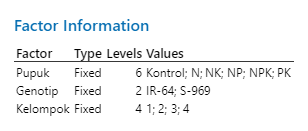 Factor Information
Factor Type Levels Values
Pupuk Fixed 6 Kontrol; N; NK; NP; NPK; PK
Genotip Fixed 2 IR-64; S-969
Kelompok Fixed 4 1; 2; 3; 4